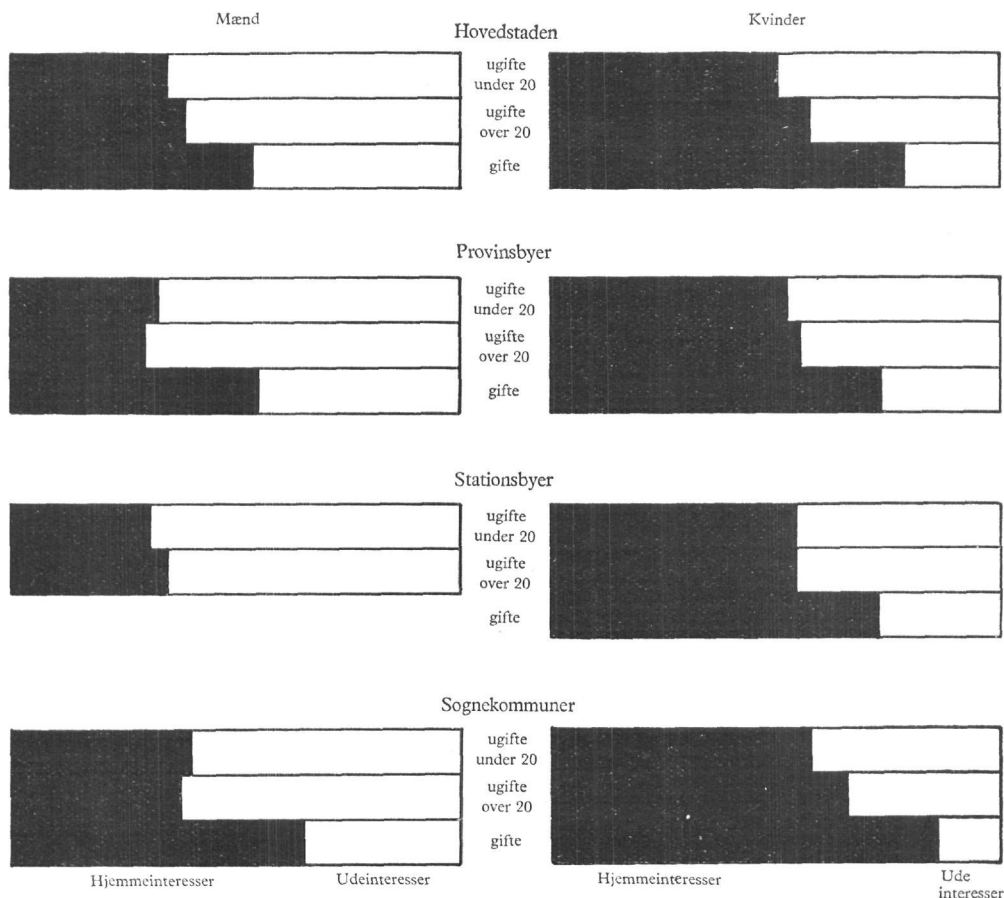 Mænd
Kvinder
Hovedstaden
ugifte
under 20
ugifte
over 20
gifte
Provinsbyer
ugifte
under 20
ugifte
over 20
gifte
Stationsbyer
ugifte
under 20
ugifte
over 20
gifte
Sognekommuner
ugifte
under 20
ugifte
over 20
gifte
Hjemmeinteresser
Udeinteresser
Hjemmeinteresser
Ude
interesser